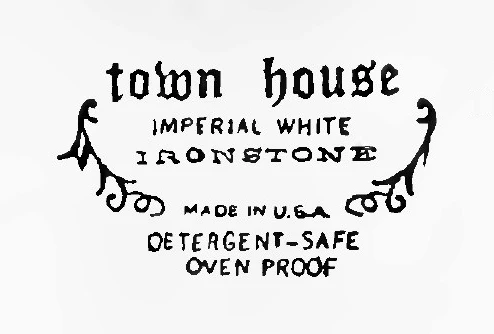 town house
IMPERIAL WHITE
IRONSTONE
MADE IN U.S.A.
DETERGENT-SAFE
OVEN PROOF